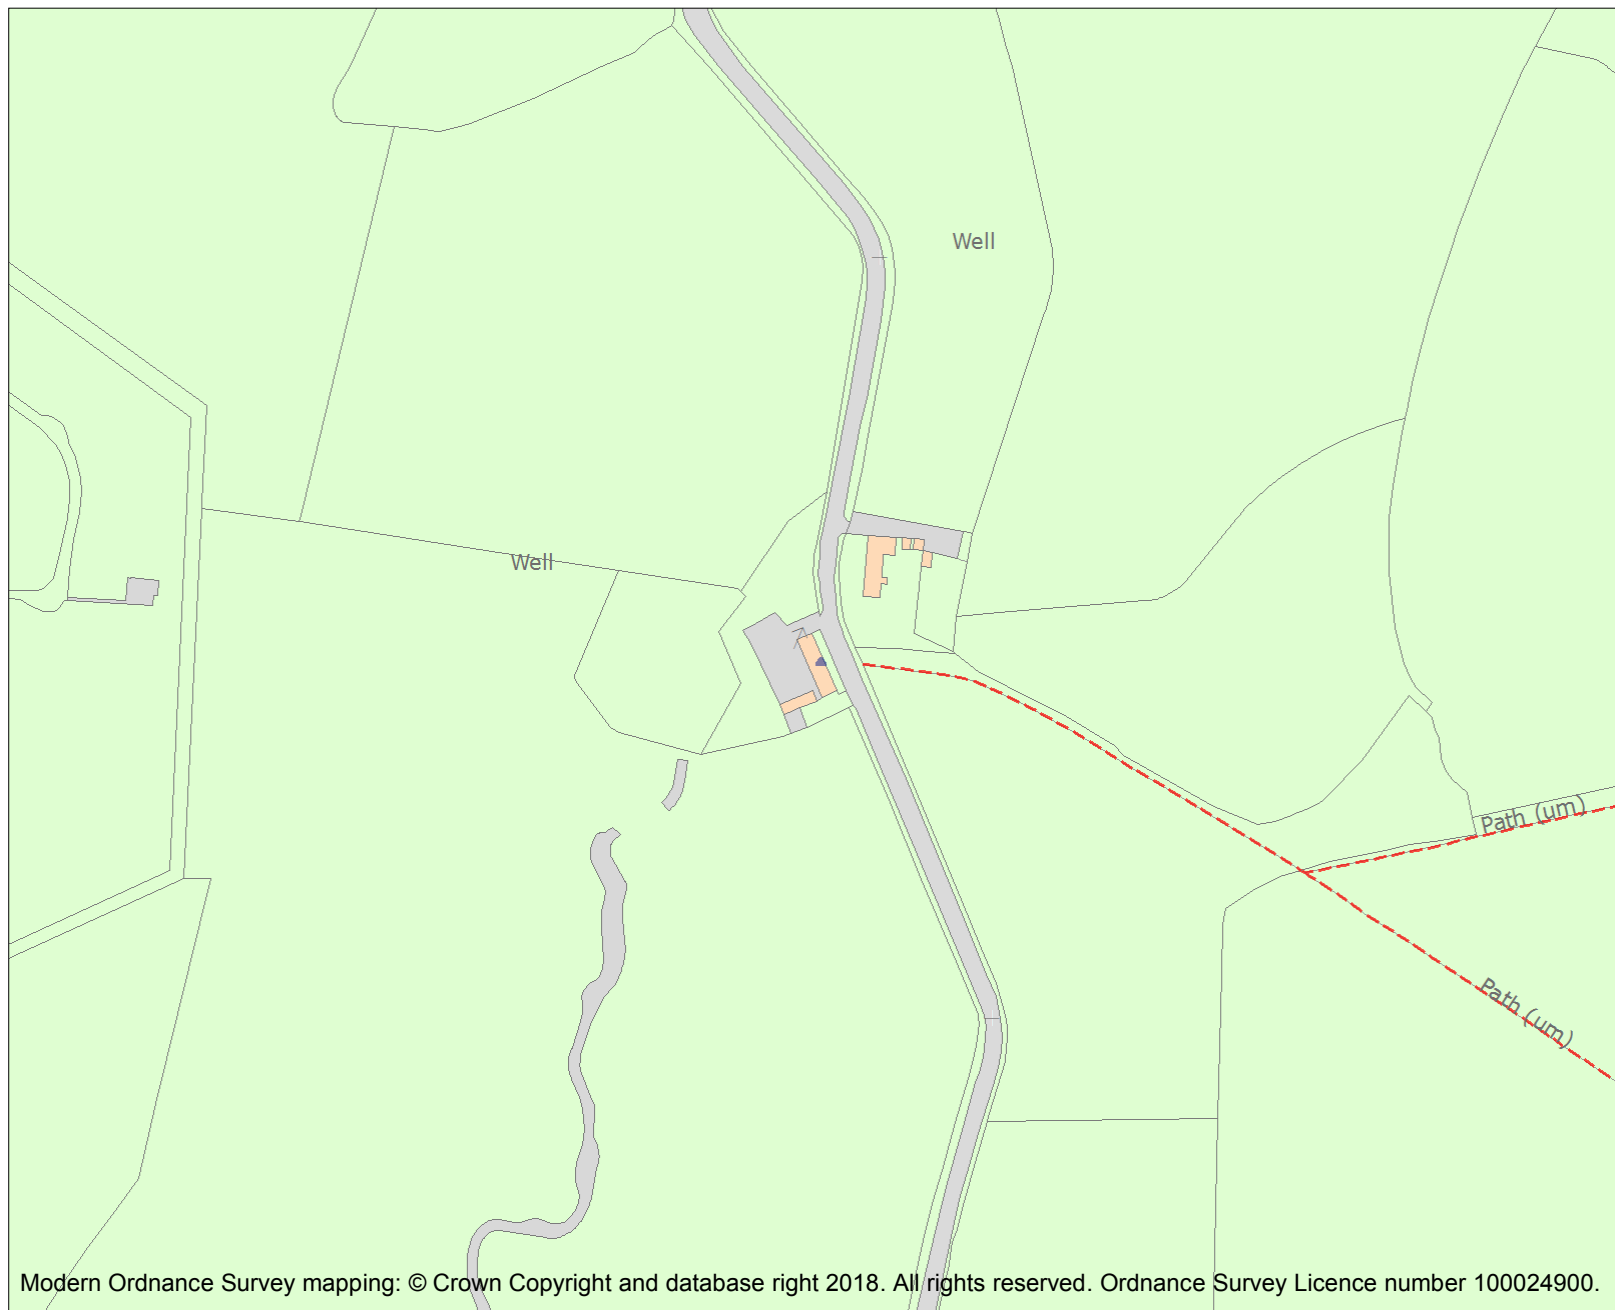 Well
Well
Path (um)
Path (um)
Modern Ordnance Survey mapping: © Crown Copyright and database right 2018. All rights reserved. Ordnance Survey Licence number 100024900.